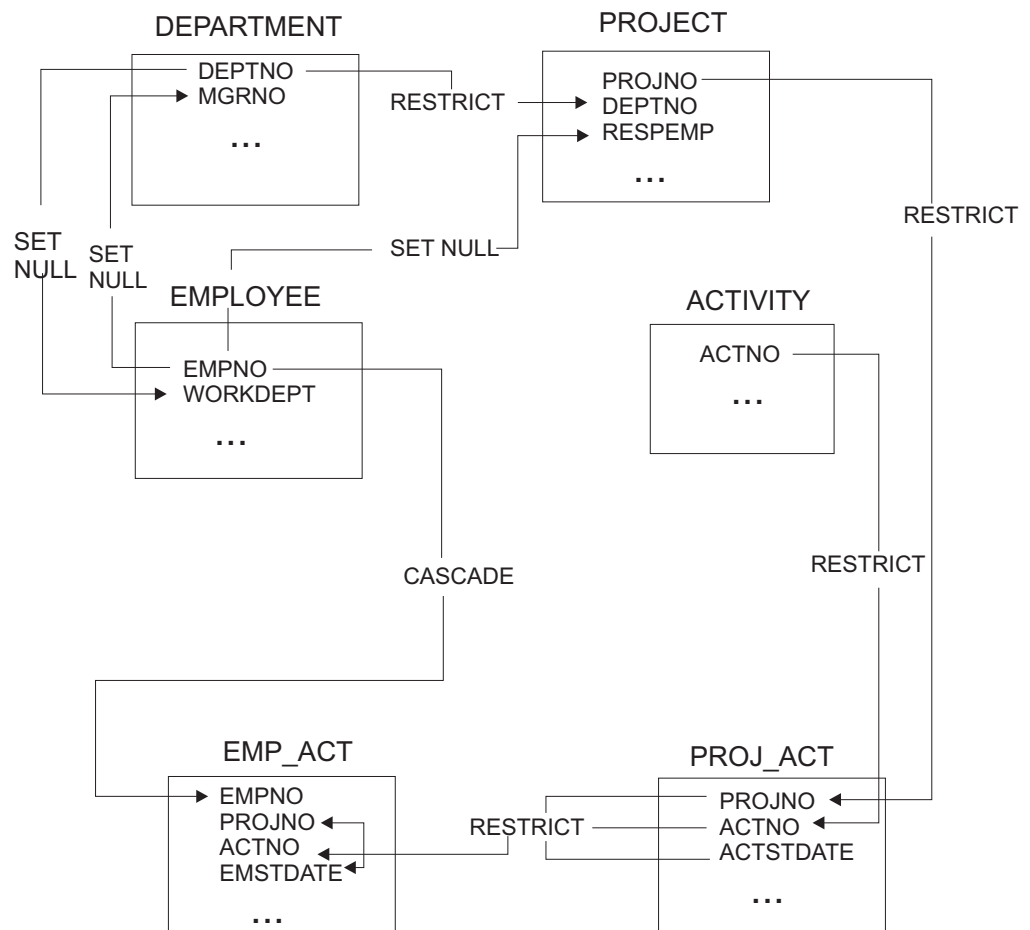 DEPARTMENT
DEPTNO
MGRNO
...
PROJECT
PROJNO
DEPTNO
RESPEMP
...
RESTRICT
RESTRICT
SET
NULL
SET
NULL
SET NULL
EMPLOYEE
EMPNO
WORKDEPT
...
ACTIVITY
ACTNO
...
CASCADE
RESTRICT
EMP_ACT
EMPNO
PROJNO
ACTNO
EMSTDATE
...
RESTRICT
PROJ_ACT
PROJNO
ACTNO
ACTSTDATE
...